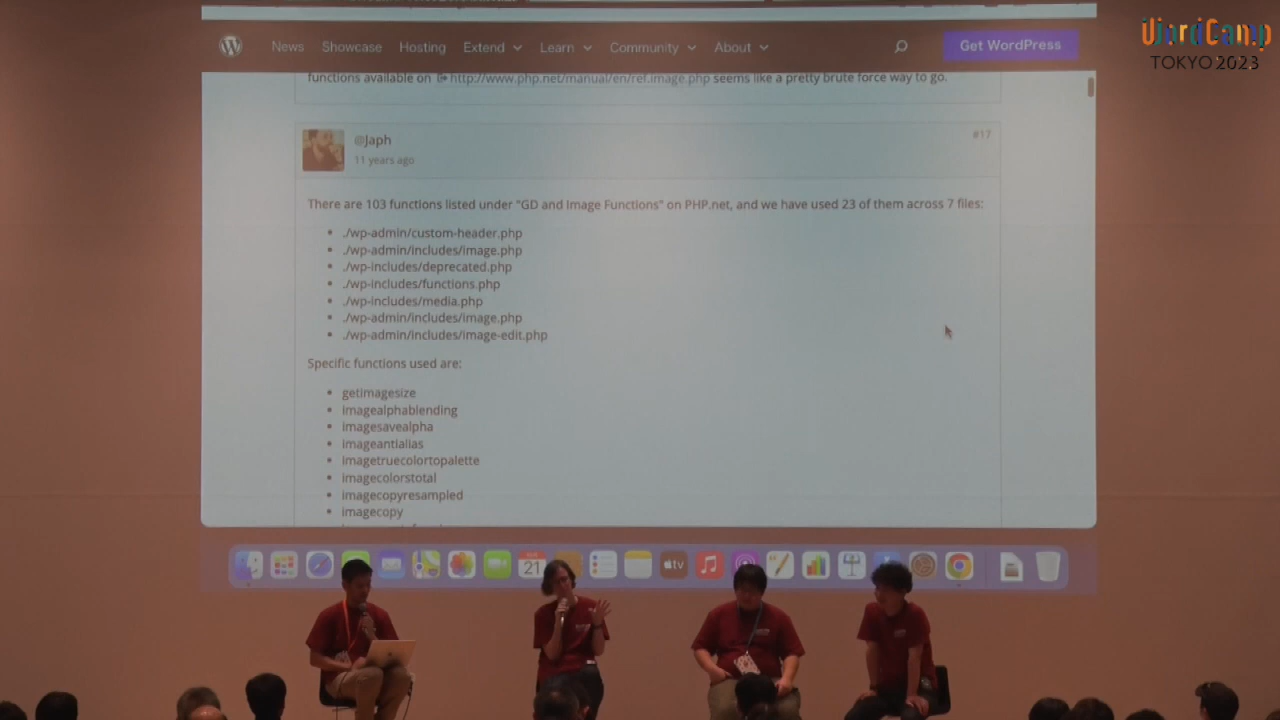 WordCamp
TOKYO 2023
News Showcase Hosting Extend Learn Community About Get WordPress
functions available on http://www.php.net/manual/en/ref.image.php seems like a pretty brute force way to go.
@Japh
#17
11 years ago
There are 103 functions listed under "GD and Image Functions" on PHP.net, and we have used 23 of them across 7 files:
./wp-admin/custom-header.php
./wp-admin/includes/image.php
./wp-includes/deprecated.php
./wp-includes/functions.php
./wp-includes/media.php
./wp-admin/includes/image.php
./wp-admin/includes/image-edit.php
Specific functions used are:
getimagesize
imagealphablending
imagesavealpha
imageantialias
imagetruecolortopalette
imagecolorstotal
imagecopyresampled
imagecopy
21
tv